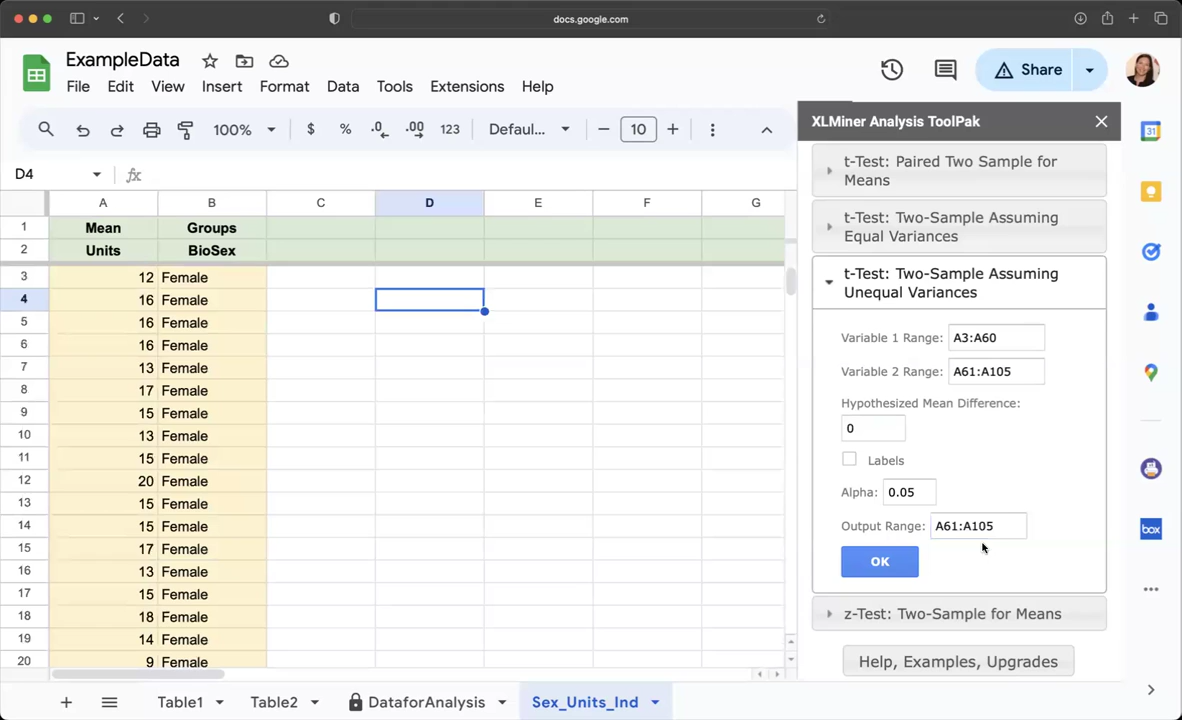 docs.google.com
ExampleData
File Edit View Insert Format Data Tools Extensions Help
Share
100% $ % .0 .00 123 Defaul... 10
D4 fx
A B C D E F G
1 Mean Groups
2 Units BioSex
3 12 Female
4 16 Female
5 16 Female
6 16 Female
7 13 Female
8 17 Female
9 15 Female
10 13 Female
11 15 Female
12 20 Female
13 15 Female
14 15 Female
15 17 Female
16 13 Female
17 15 Female
18 18 Female
19 14 Female
20 9 Female
Table1 Table2 DataforAnalysis Sex_Units_Ind
XLMiner Analysis ToolPak
t-Test: Paired Two Sample for
Means
t-Test: Two-Sample Assuming
Equal Variances
t-Test: Two-Sample Assuming
Unequal Variances
Variable 1 Range: A3:A60
Variable 2 Range: A61:A105
Hypothesized Mean Difference:
0
Labels
Alpha: 0.05
Output Range: A61:A105
OK
z-Test: Two-Sample for Means
Help, Examples, Upgrades
31
box